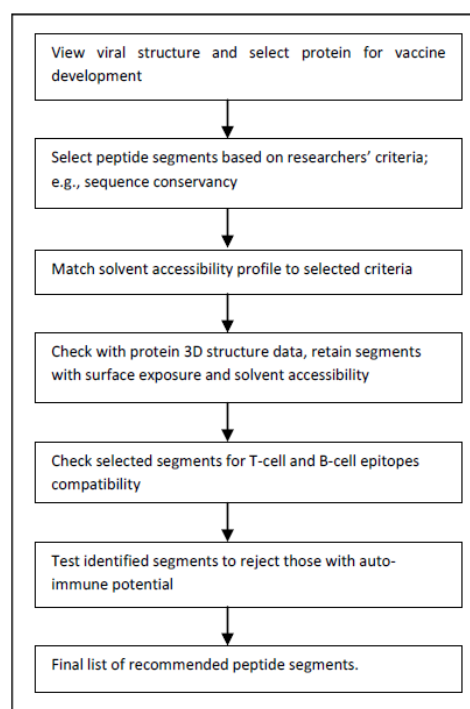 View viral structure and select protein for vaccine
development
Select peptide segments based on researchers’ criteria;
e.g., sequence conservancy
Match solvent accessibility profile to selected criteria
Check with protein 3D structure data, retain segments
with surface exposure and solvent accessibility
Check selected segments for T-cell and B-cell epitopes
compatibility
Test identified segments to reject those with auto-
immune potential
Final list of recommended peptide segments.